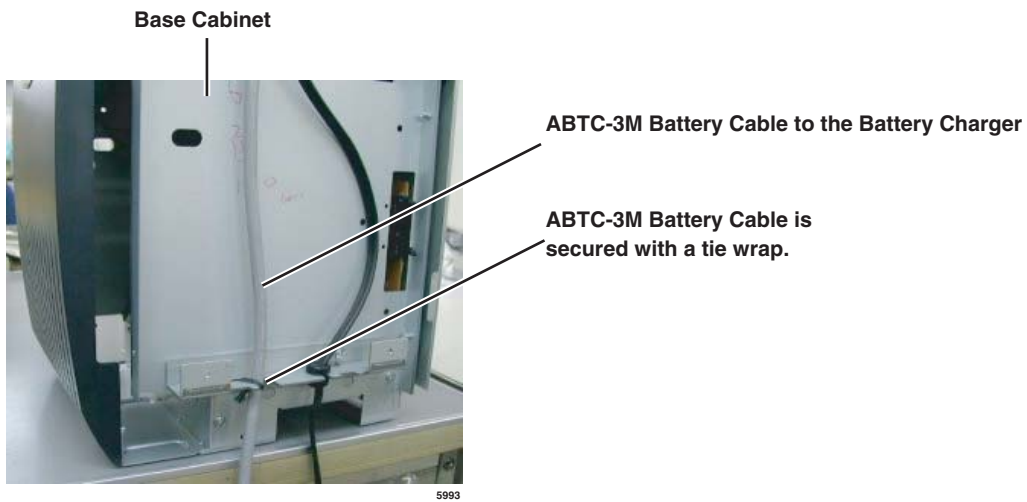 Base Cabinet
ABTC-3M Battery Cable to the Battery Charger
ABTC-3M Battery Cable is
secured with a tie wrap.
5993